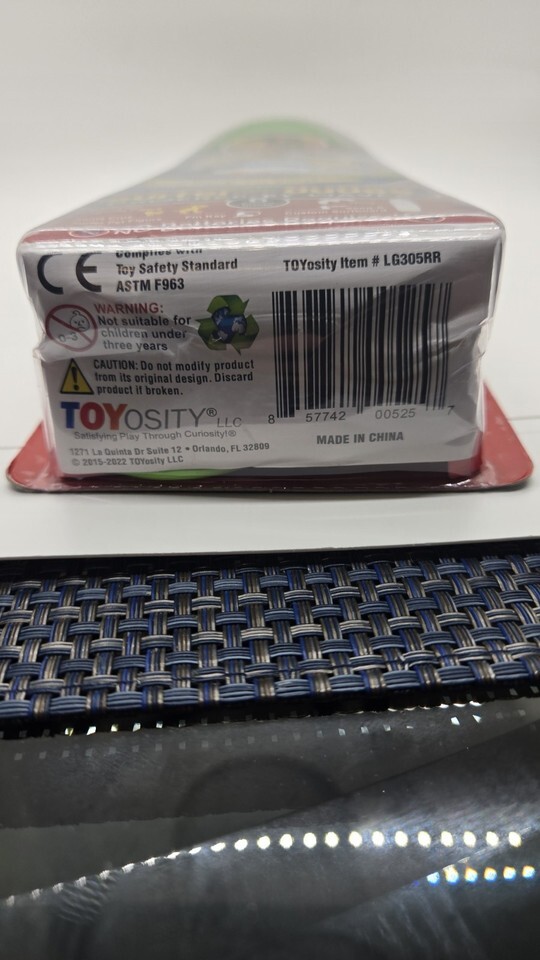 Complies with
Toy Safety Standard
ASTM F963
TOYosity Item # LG305RR
CE
0-3
WARNING:
Not suitable for
children under
three years
CAUTION: Do not modify product
from its original design. Discard
product if broken.
TOYOSITY® LLC
Satisfying Play Through Curiosity!®
1271 La Quinta Dr Suite 12 • Orlando, FL 32809
© 2015-2022 TOYosity LLC
8 57742 00525 7
MADE IN CHINA